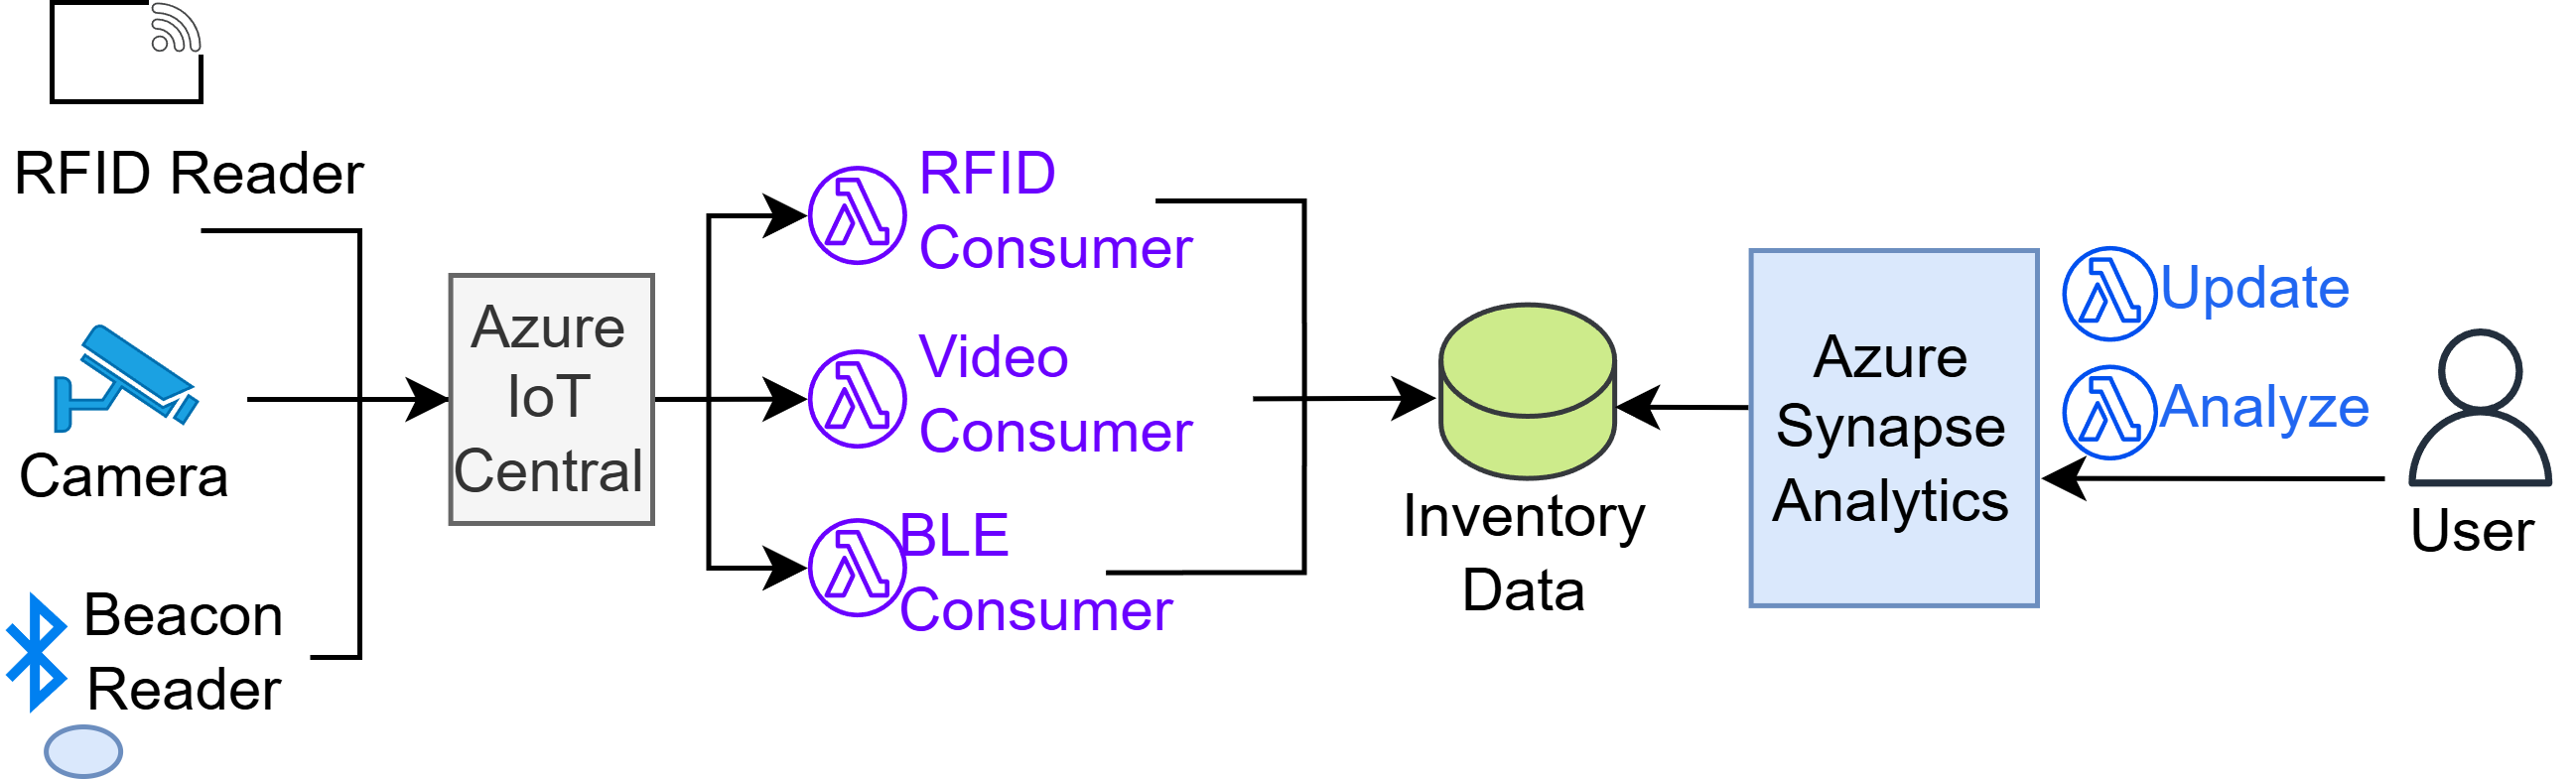 RFID Reader
Camera
Beacon
Reader
Azure
IoT
Central
RFID
Consumer
Video
Consumer
BLE
Consumer
Inventory
Data
Azure
Synapse
Analytics
Update
Analyze
User